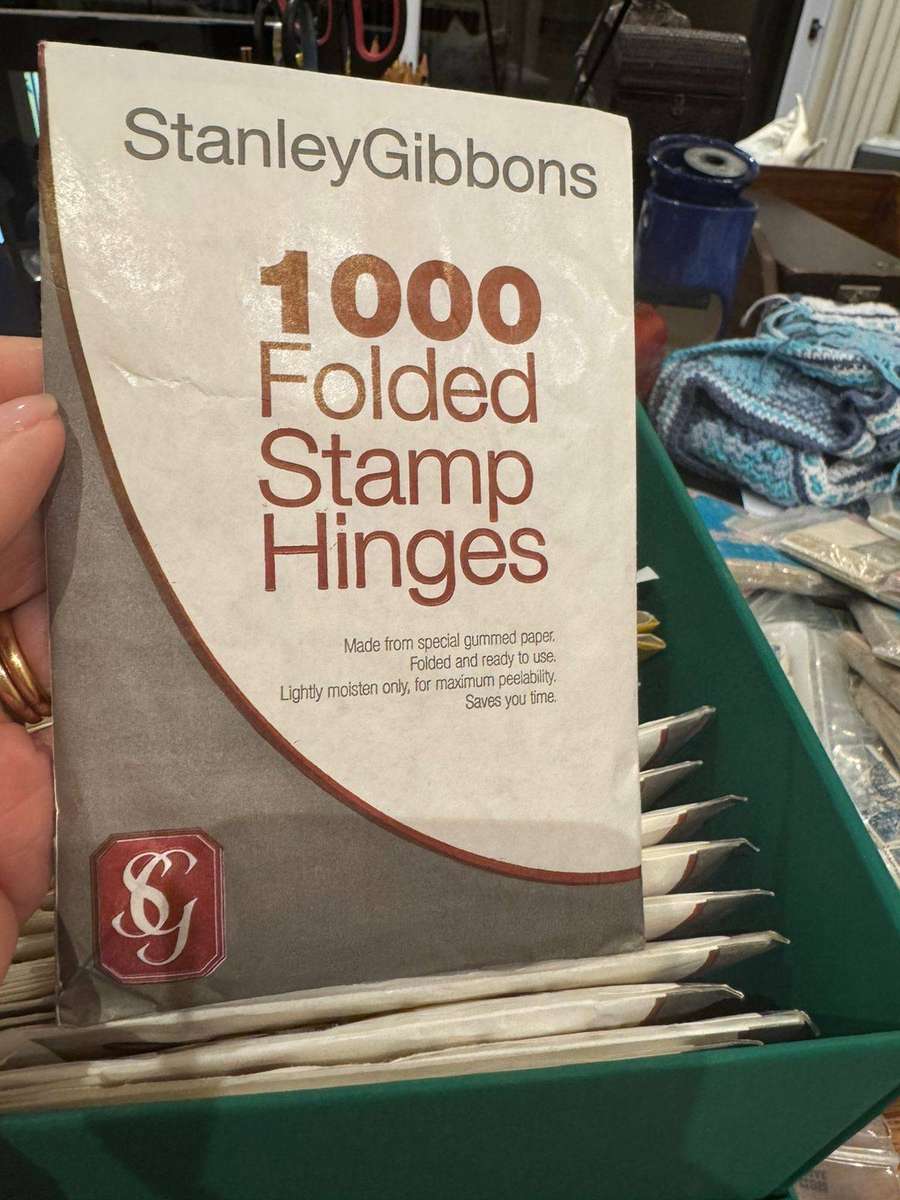 StanleyGibbons
1000
Folded
Stamp
Hinges
Made from special gummed paper.
Folded and ready to use.
Lightly moisten only, for maximum peelability.
Saves you time.
SG